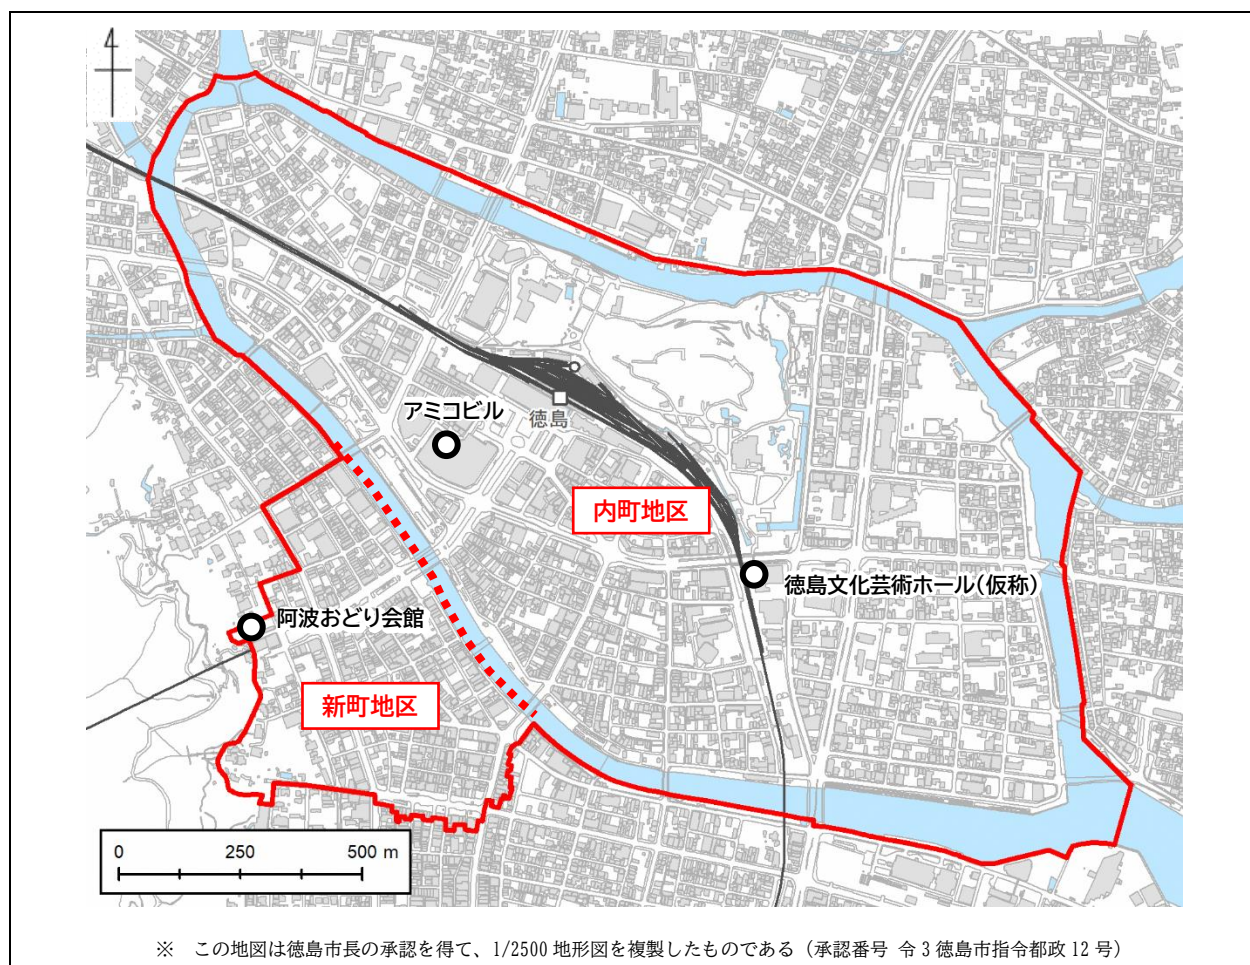 4
アミコビル
徳島
内町地区
徳島文化芸術ホール(仮称)
阿波おどり会館
新町地区
0 250 500 m
※ この地図は徳島市長の承認を得て、1/2500 地形図を複製したものである（承認番号 令3徳島市指令都政 12 号）